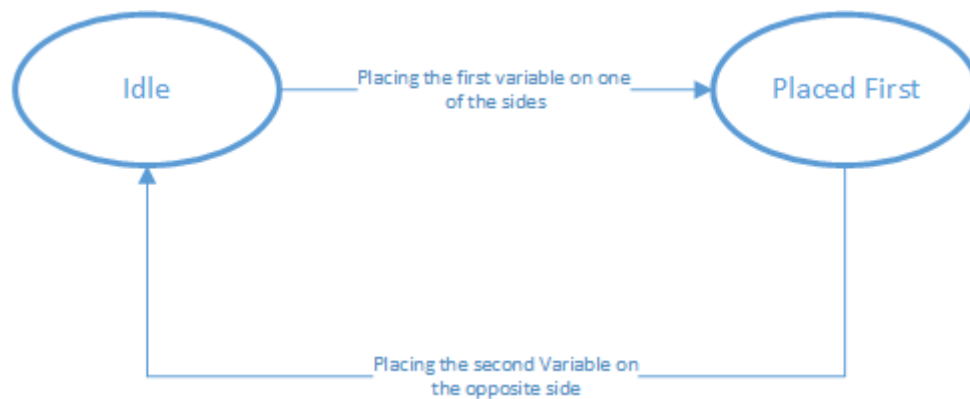 Idle
Placing the first variable on one
of the sides
Placed First
Placing the second Variable on
the opposite side